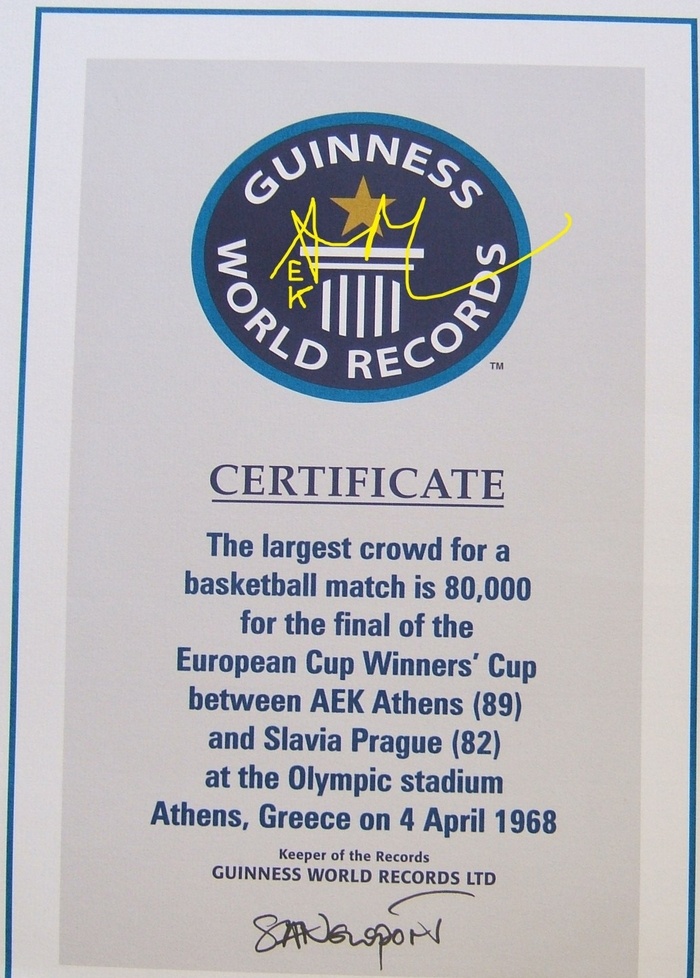 GUINNESS
WORLD RECORDS
TM
E
K
CERTIFICATE
The largest crowd for a
basketball match is 80,000
for the final of the
European Cup Winners' Cup
between AEK Athens (89)
and Slavia Prague (82)
at the Olympic stadium
Athens, Greece on 4 April 1968
Keeper of the Records
GUINNESS WORLD RECORDS LTD